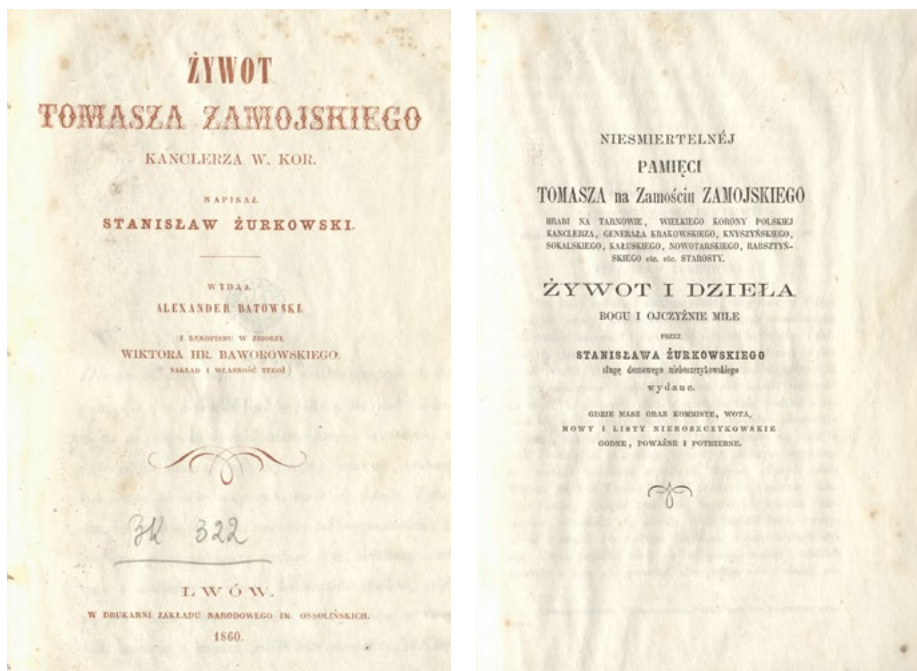 ŻYWOT
TOMASZA ZAMOJSKIEGO
KANCLERZA W. KOR.
NAPISAŁ
STANISŁAW ŻURKOWSKI.
WYDAŁ
ALEXANDER BATOWSKI.
(Z RĘKOPISMU W ZBIORZE
WIKTORA HR. BAWOROWSKIEGO.
NAKŁAD I WŁASNOŚĆ TEGOŻ)
322
LWÓW.
W DRUKARNI ZAKŁADU NARODOWEGO IM. OSSOLIŃSKICH.
1860.
NIESMIERTELNÉJ
PAMIĘCI
TOMASZA na Zamościu ZAMOJSKIEGO
HRABI NA TARNOWIE, WIELKIEGO KORONY POLSKIEJ
KANCLERZA, GENERAŁA KRAKOWSKIEGO, KNYSZYŃSKIEGO,
SOKALSKIEGO, KAŁUSKIEGO, NOWOTARSKIEGO, RABSZTYŃ-
SKIEGO etc. etc. STAROSTY.
ŻYWOT I DZIEŁA
BOGU I OJCZYŹNIE MIŁE
PRZEZ
STANISŁAWA ŻURKOWSKIEGO
sługę domowego nieboszczykowskiego
wydane.
GDZIE MASZ ORAZ KOMMISYE, WOTA,
MOWY I LISTY NIEBOSZCZYKOWSKIE
GODNE, POWAŻNE I POTRZEBNE.